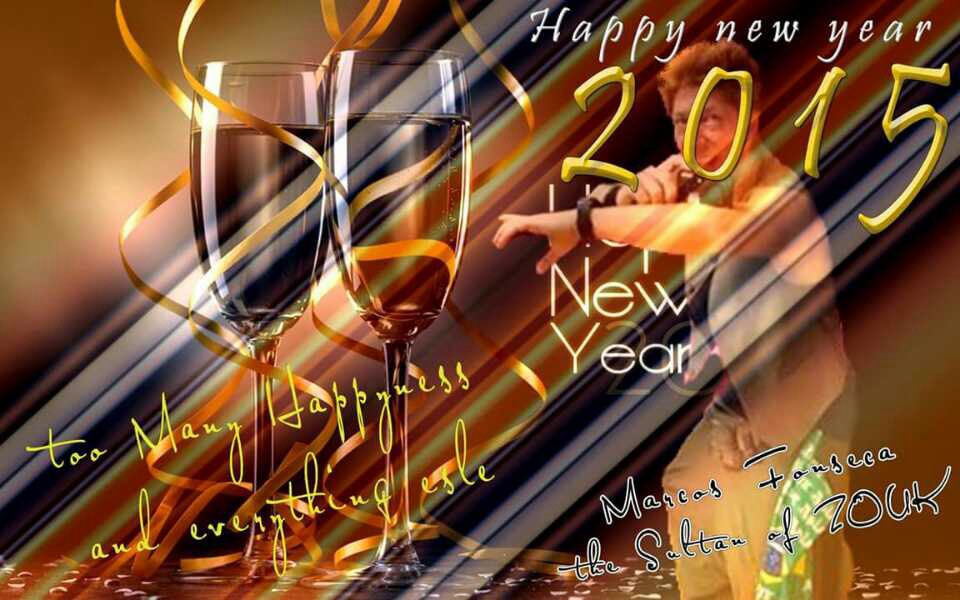 Happy new year
2015
New
Year
too Many Happyness
and everything esle
Marcos Fonseca
the Sultan of ZOUK